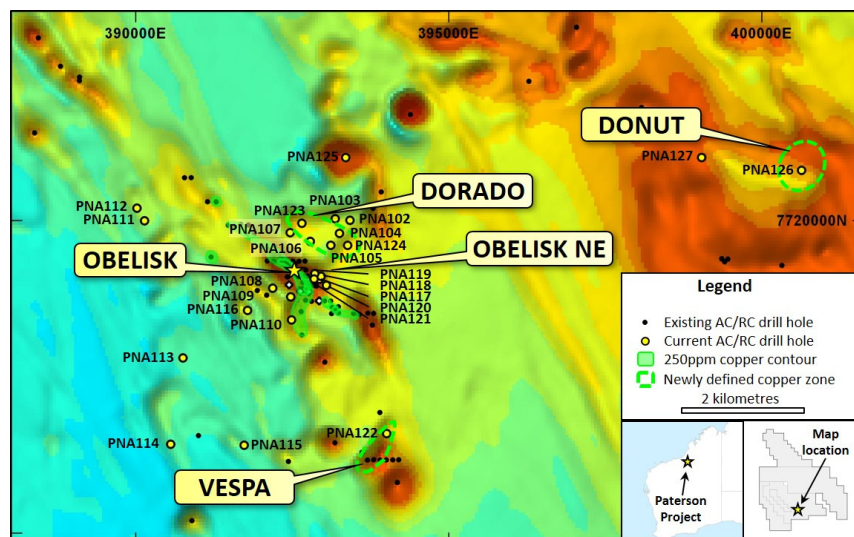 390000E
395000E
400000E
DONUT
PNA127
PNA126
PNA125
DORADO
PNA112
PNA111
PNA103
PNA123
PNA102
PNA107
PNA104
7720000N
PNA124
PNA106
PNA105
OBELISK
OBELISK NE
PNA119
PNA118
PNA117
PNA120
PNA121
PNA108
PNA109
PNA116
PNA110
PNA113
PNA114
PNA115
PNA122
VESPA
Legend
Existing AC/RC drill hole
Current AC/RC drill hole
250ppm copper contour
Newly defined copper zone
2 kilometres
Paterson
Project
Map
location